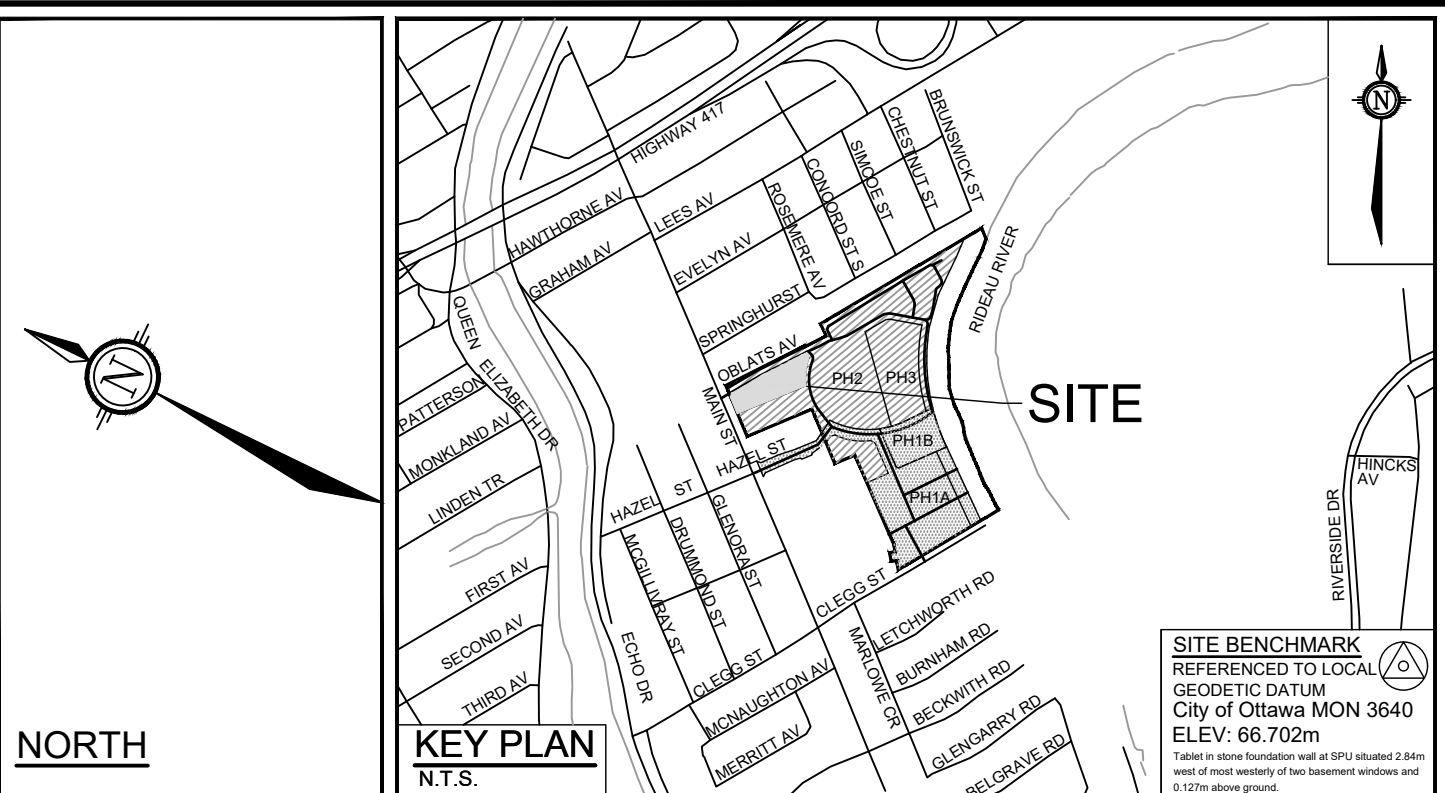 N
NORTH
HIGHWAY 417
HAWTHORNE AV
GRAHAM AV
LEES AV
EVELYN AV
SPRINGHURST
OBLATS AV
ROSEMERE AV
CONCORD ST S
SIMCOE ST
CHESTNUT ST
BRUNSWICK ST
RIDEAU RIVER
QUEEN ELIZABETH DR
PATTERSON
MONKLAND AV
LINDEN TR
FIRST AV
SECOND AV
THIRD AV
ECHO DR
MAIN ST
HAZEL ST
HAZEL ST
GLENORA ST
DRUMMOND ST
MCGILLIVRAY ST
CLEGG ST
CLEGG ST
MCNAUGHTON AV
MERRITT AV
MARLOWE CR
LETCHWORTH RD
BURNHAM RD
BECKWITH RD
GLENGARRY RD
BELGRAVE RD
PH2
PH3
PH1B
PH1A
SITE
N
HINCKS
AV
RIVERSIDE DR
KEY PLAN
N.T.S.
SITE BENCHMARK
REFERENCED TO LOCAL
GEODETIC DATUM
City of Ottawa MON 3640
ELEV: 66.702m
Tablet in stone foundation wall at SPU situated 2.84m
west of most westerly of two basement windows and
0.127m above ground.